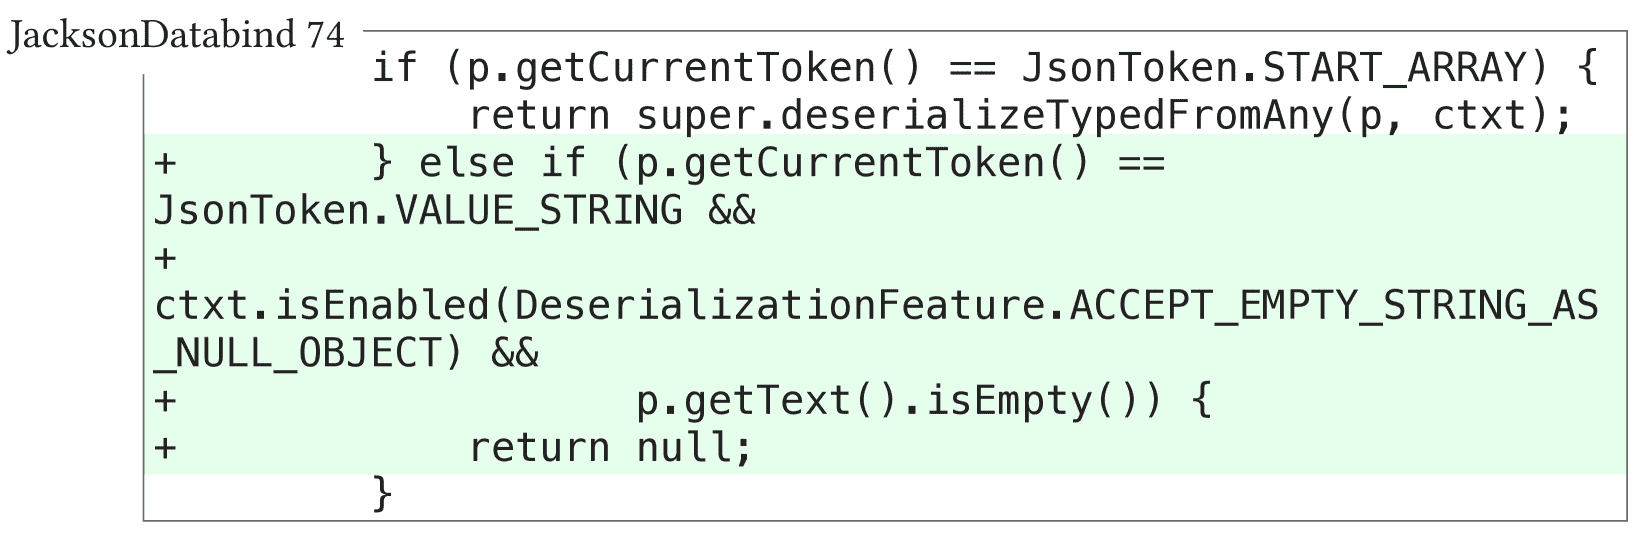 JacksonDatabind 74
if (p.getCurrentToken() == JsonToken.START_ARRAY) {
return super.deserializeTypedFromAny(p, ctxt);
+ } else if (p.getCurrentToken() ==
JsonToken.VALUE_STRING &&
+
ctxt.isEnabled(DeserializationFeature.ACCEPT_EMPTY_STRING_AS
_NULL_OBJECT) &&
+ p.getText().isEmpty()) {
+ return null;
}